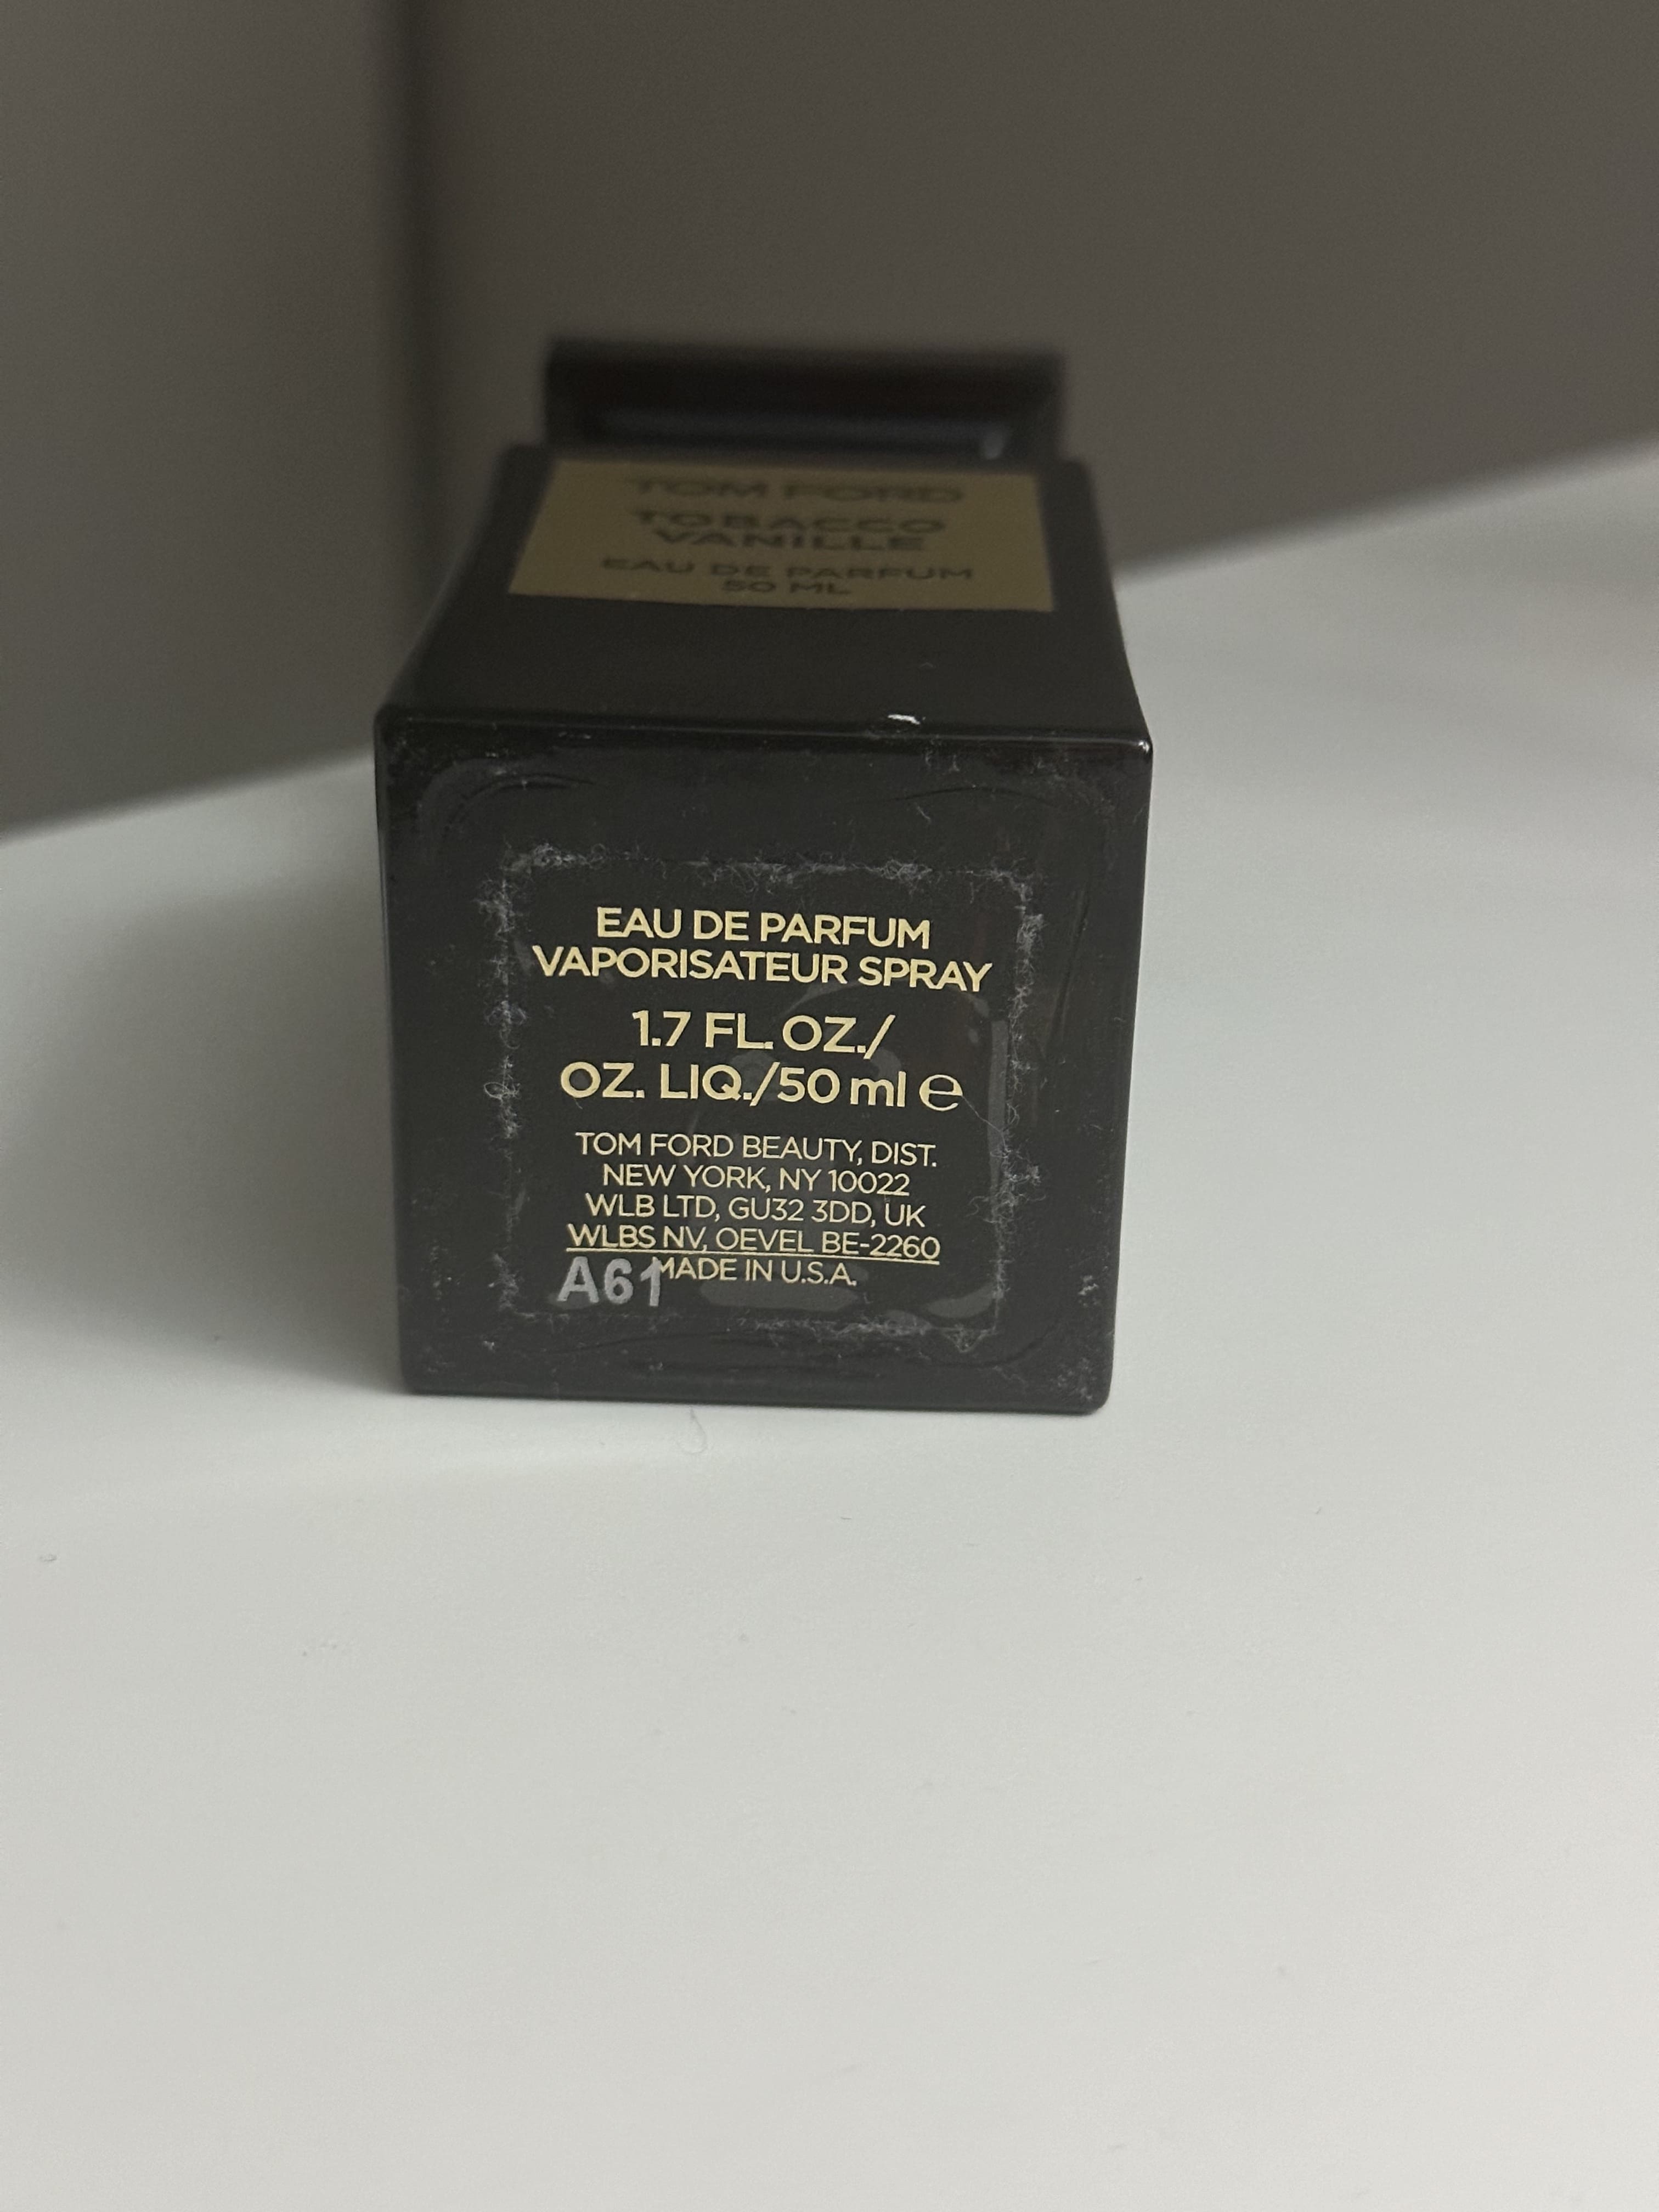 TOM FORD
TOBACCO
VANILLE
EAU DE PARFUM
50 ML
EAU DE PARFUM
VAPORISATEUR SPRAY
1.7 FL. OZ./
OZ. LIQ./50 ml ℮
TOM FORD BEAUTY, DIST.
NEW YORK, NY 10022
WLB LTD, GU32 3DD, UK
WLBS NV, OEVEL BE-2260
MADE IN U.S.A.
A61